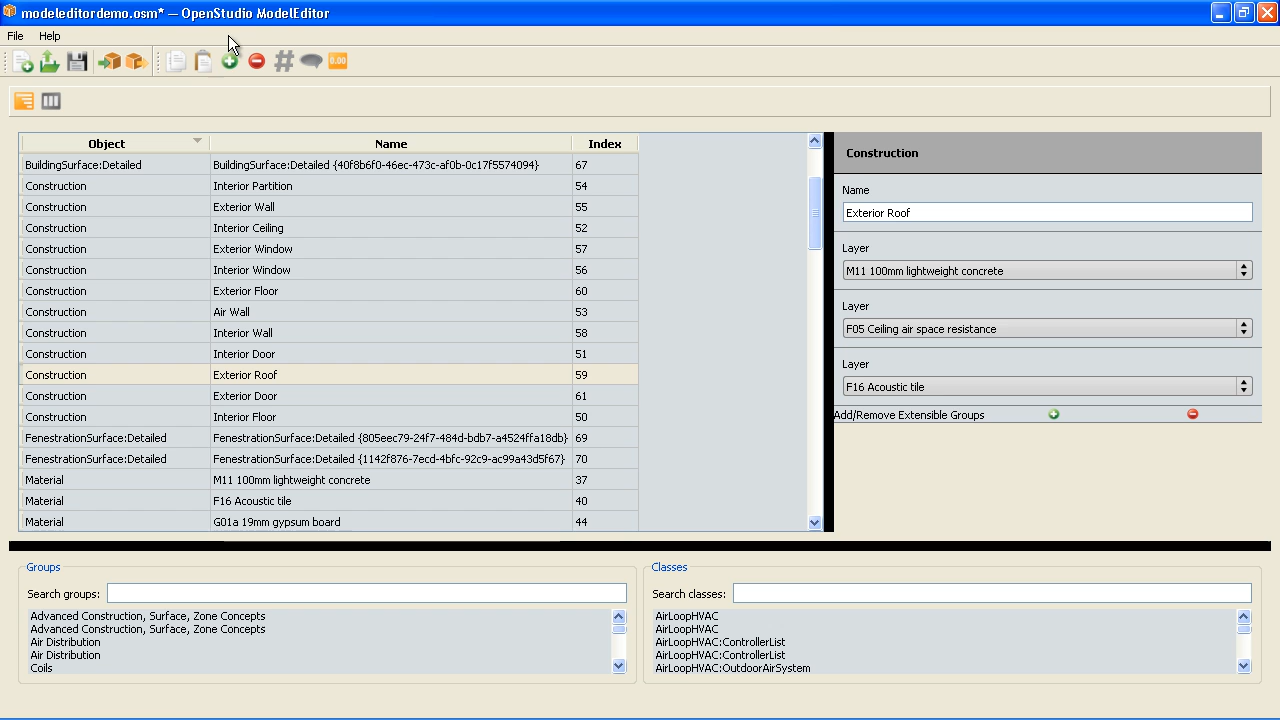 modeleditordemo.osm* — OpenStudio ModelEditor
File Help
0.00
Object Name Index
BuildingSurface:Detailed BuildingSurface:Detailed {40f8b6f0-46ec-473c-af0b-0c17f5574094} 67
Construction Interior Partition 54
Construction Exterior Wall 55
Construction Interior Ceiling 52
Construction Exterior Window 57
Construction Interior Window 56
Construction Exterior Floor 60
Construction Air Wall 53
Construction Interior Wall 58
Construction Interior Door 51
Construction Exterior Roof 59
Construction Exterior Door 61
Construction Interior Floor 50
FenestrationSurface:Detailed FenestrationSurface:Detailed {805eec79-24f7-484d-bdb7-a4524ffa18db} 69
FenestrationSurface:Detailed FenestrationSurface:Detailed {1142f876-7ecd-4bfc-92c9-ac99a43d5f67} 70
Material M11 100mm lightweight concrete 37
Material F16 Acoustic tile 40
Material G01a 19mm gypsum board 44
Construction
Name
Exterior Roof
Layer
M11 100mm lightweight concrete
Layer
F05 Ceiling air space resistance
Layer
F16 Acoustic tile
Add/Remove Extensible Groups
Groups
Search groups:
Advanced Construction, Surface, Zone Concepts
Advanced Construction, Surface, Zone Concepts
Air Distribution
Air Distribution
Coils
Classes
Search classes:
AirLoopHVAC
AirLoopHVAC
AirLoopHVAC:ControllerList
AirLoopHVAC:ControllerList
AirLoopHVAC:OutdoorAirSystem